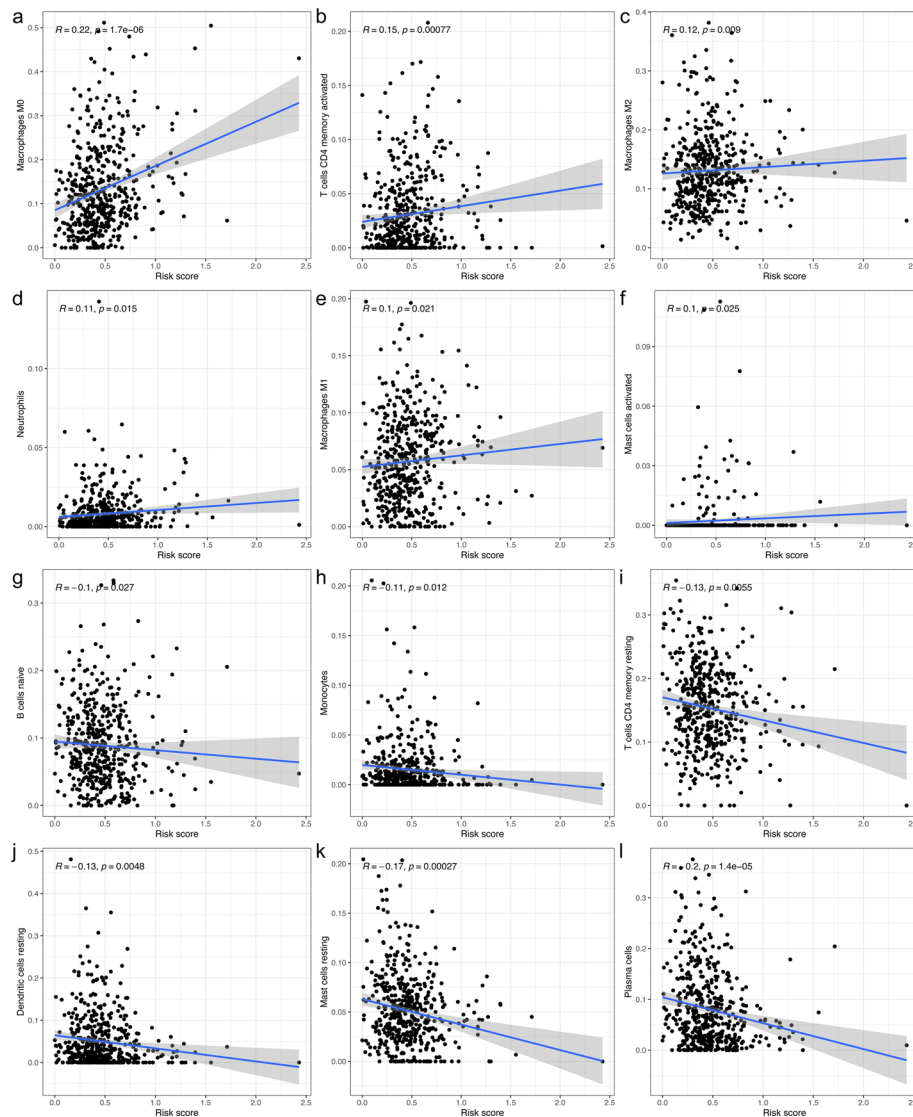 a
R = 0.22, p = 1.7e−06
Macrophages M0
0.5
0.4
0.3
0.2
0.1
0.0
0.0 0.5 1.0 1.5 2.0 2.5
Risk score
b
R = 0.15, p = 0.00077
T cells CD4 memory activated
0.20
0.15
0.10
0.05
0.00
0.0 0.5 1.0 1.5 2.0 2.5
Risk score
c
R = 0.12, p = 0.009
Macrophages M2
0.4
0.3
0.2
0.1
0.0
0.0 0.5 1.0 1.5 2.0 2.5
Risk score
d
R = 0.11, p = 0.015
Neutrophils
0.10
0.05
0.00
0.0 0.5 1.0 1.5 2.0 2.5
Risk score
e
R = 0.1, p = 0.021
Macrophages M1
0.20
0.15
0.10
0.05
0.00
0.0 0.5 1.0 1.5 2.0 2.5
Risk score
f
R = 0.1, p = 0.025
Mast cells activated
0.09
0.06
0.03
0.00
0.0 0.5 1.0 1.5 2.0 2.5
Risk score
g
R = −0.1, p = 0.027
B cells naive
0.3
0.2
0.1
0.0
0.0 0.5 1.0 1.5 2.0 2.5
Risk score
h
R = −0.11, p = 0.012
Monocytes
0.20
0.15
0.10
0.05
0.00
0.0 0.5 1.0 1.5 2.0 2.5
Risk score
i
R = −0.13, p = 0.0055
T cells CD4 memory resting
0.3
0.2
0.1
0.0
0.0 0.5 1.0 1.5 2.0 2.5
Risk score
j
R = −0.13, p = 0.0048
Dendritic cells resting
0.5
0.4
0.3
0.2
0.1
0.0
0.0 0.5 1.0 1.5 2.0 2.5
Risk score
k
R = −0.17, p = 0.00027
Mast cells resting
0.20
0.15
0.10
0.05
0.00
0.0 0.5 1.0 1.5 2.0 2.5
Risk score
l
R = −0.2, p = 1.4e−05
Plasma cells
0.3
0.2
0.1
0.0
0.0 0.5 1.0 1.5 2.0 2.5
Risk score